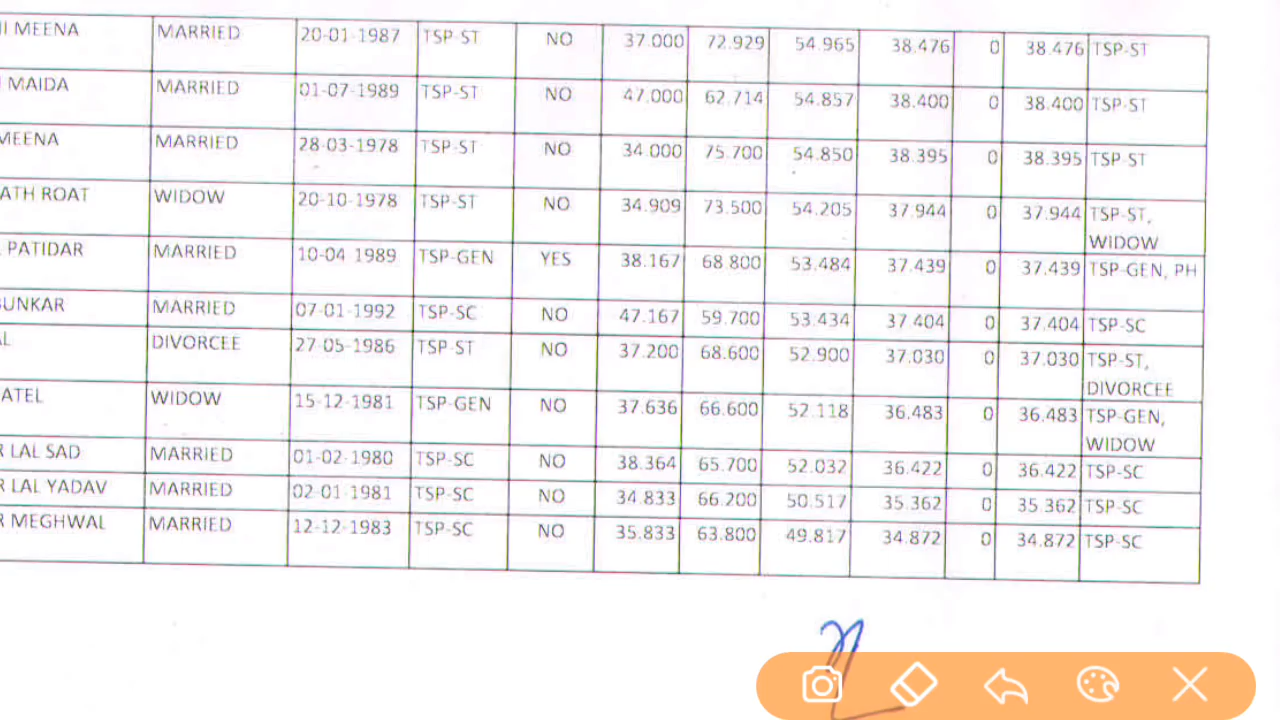 I MEENA MARRIED 20-01-1987 TSP-ST NO 37.000 72.929 54.965 38.476 0 38.476 TSP-ST
MAIDA MARRIED 01-07-1989 TSP-ST NO 47.000 62.714 54.857 38.400 0 38.400 TSP-ST
MEENA MARRIED 28-03-1978 TSP-ST NO 34.000 75.700 54.850 38.395 0 38.395 TSP-ST
ATH ROAT WIDOW 20-10-1978 TSP-ST NO 34.909 73.500 54.205 37.944 0 37.944 TSP-ST,
WIDOW
PATIDAR MARRIED 10-04 1989 TSP-GEN YES 38.167 68.800 53.484 37.439 0 37.439 TSP-GEN, PH
BUNKAR MARRIED 07-01-1992 TSP-SC NO 47.167 59.700 53.434 37.404 0 37.404 TSP-SC
AL DIVORCEE 27-05-1986 TSP-ST NO 37.200 68.600 52.900 37.030 0 37.030 TSP-ST,
DIVORCEE
ATEL WIDOW 15-12-1981 TSP-GEN NO 37.636 66.600 52.118 36.483 0 36.483 TSP-GEN,
WIDOW
R LAL SAD MARRIED 01-02-1980 TSP-SC NO 38.364 65.700 52.032 36.422 0 36.422 TSP-SC
R LAL YADAV MARRIED 02-01-1981 TSP-SC NO 34.833 66.200 50.517 35.362 0 35.362 TSP-SC
R MEGHWAL MARRIED 12-12-1983 TSP-SC NO 35.833 63.800 49.817 34.872 0 34.872 TSP-SC